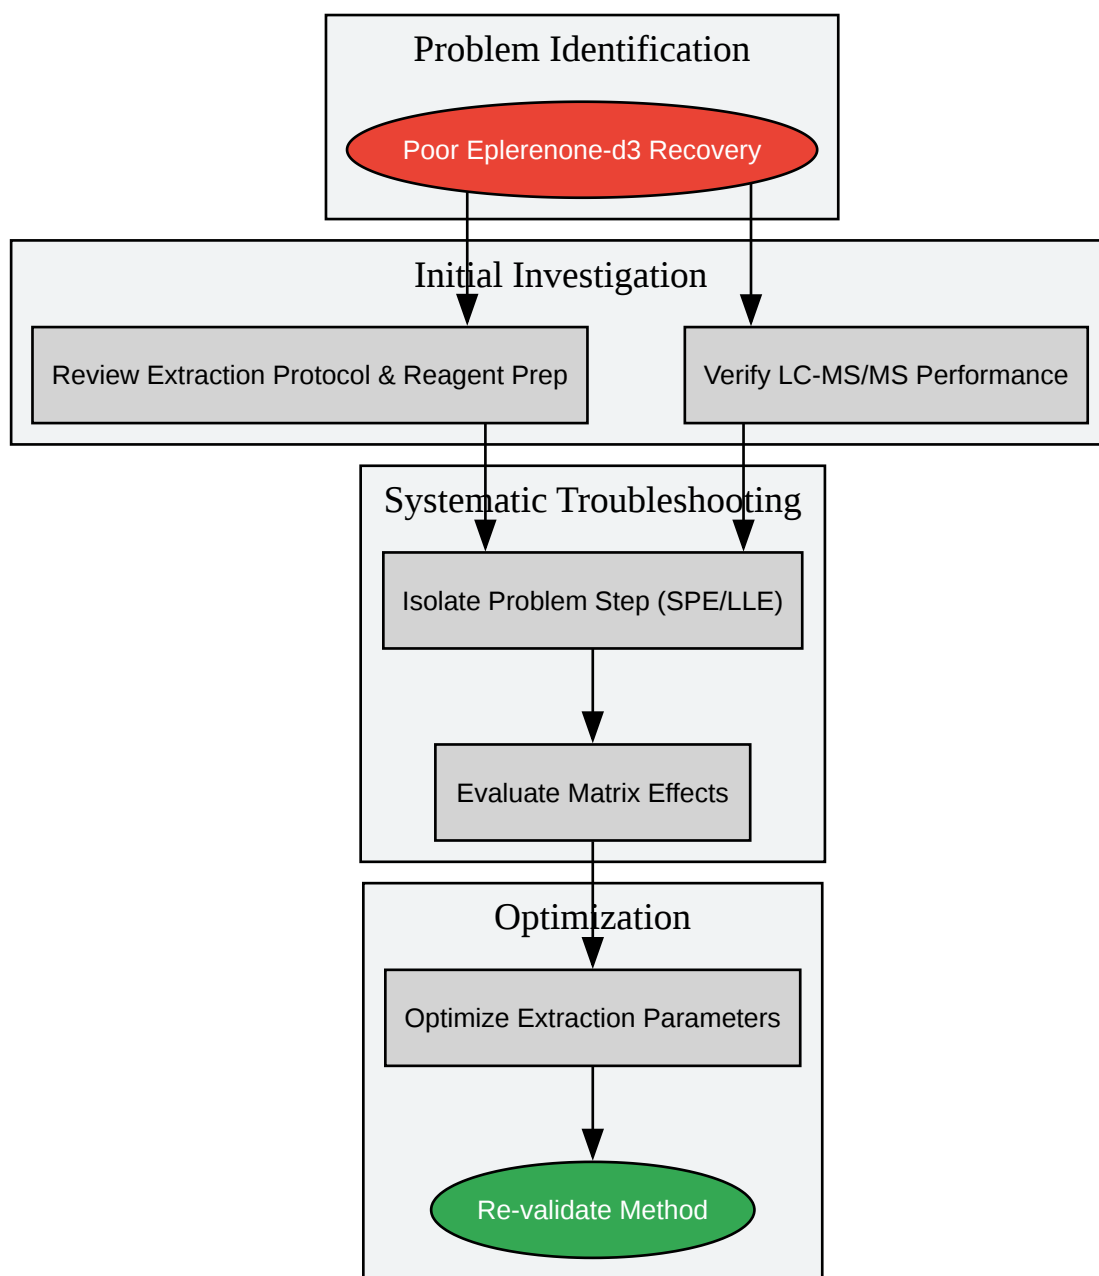 Problem Identification
Poor Eplerenone-d3 Recovery
Initial Investigation
Review Extraction Protocol & Reagent Prep
Verify LC-MS/MS Performance
Systematic Troubleshooting
Isolate Problem Step (SPE/LLE)
Evaluate Matrix Effects
Optimization
Optimize Extraction Parameters
Re-validate Method